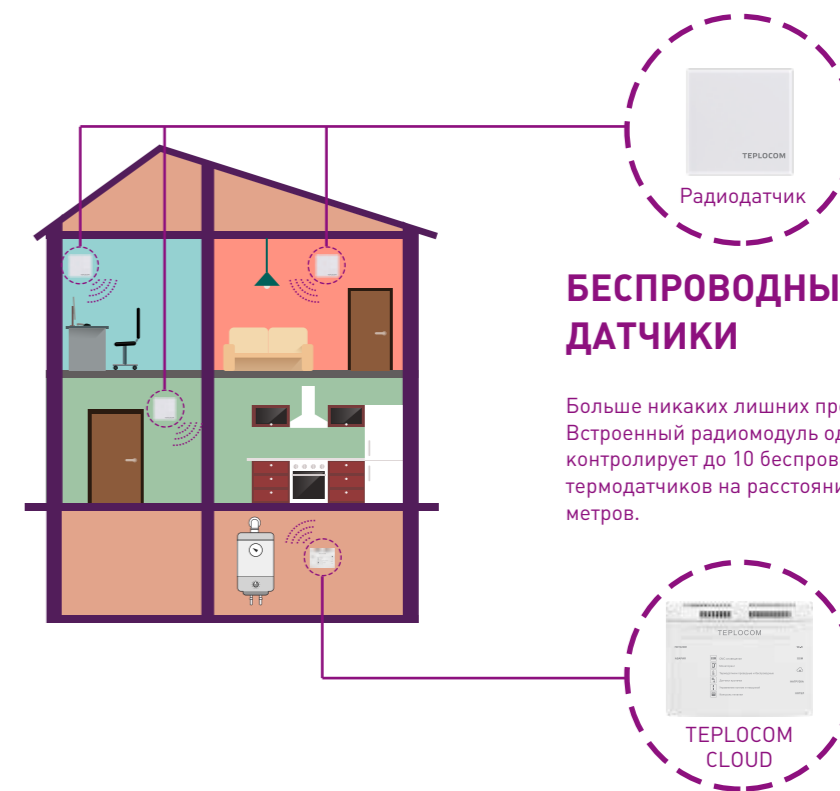 TEPLOCOM
Радиодатчик
БЕСПРОВОДНЫ
ДАТЧИКИ
Больше никаких лишних про
Встроенный радиомодуль од
контролирует до 10 беспров
термодатчиков на расстояни
метров.
TEPLOCOM
TEPLOCOM
CLOUD